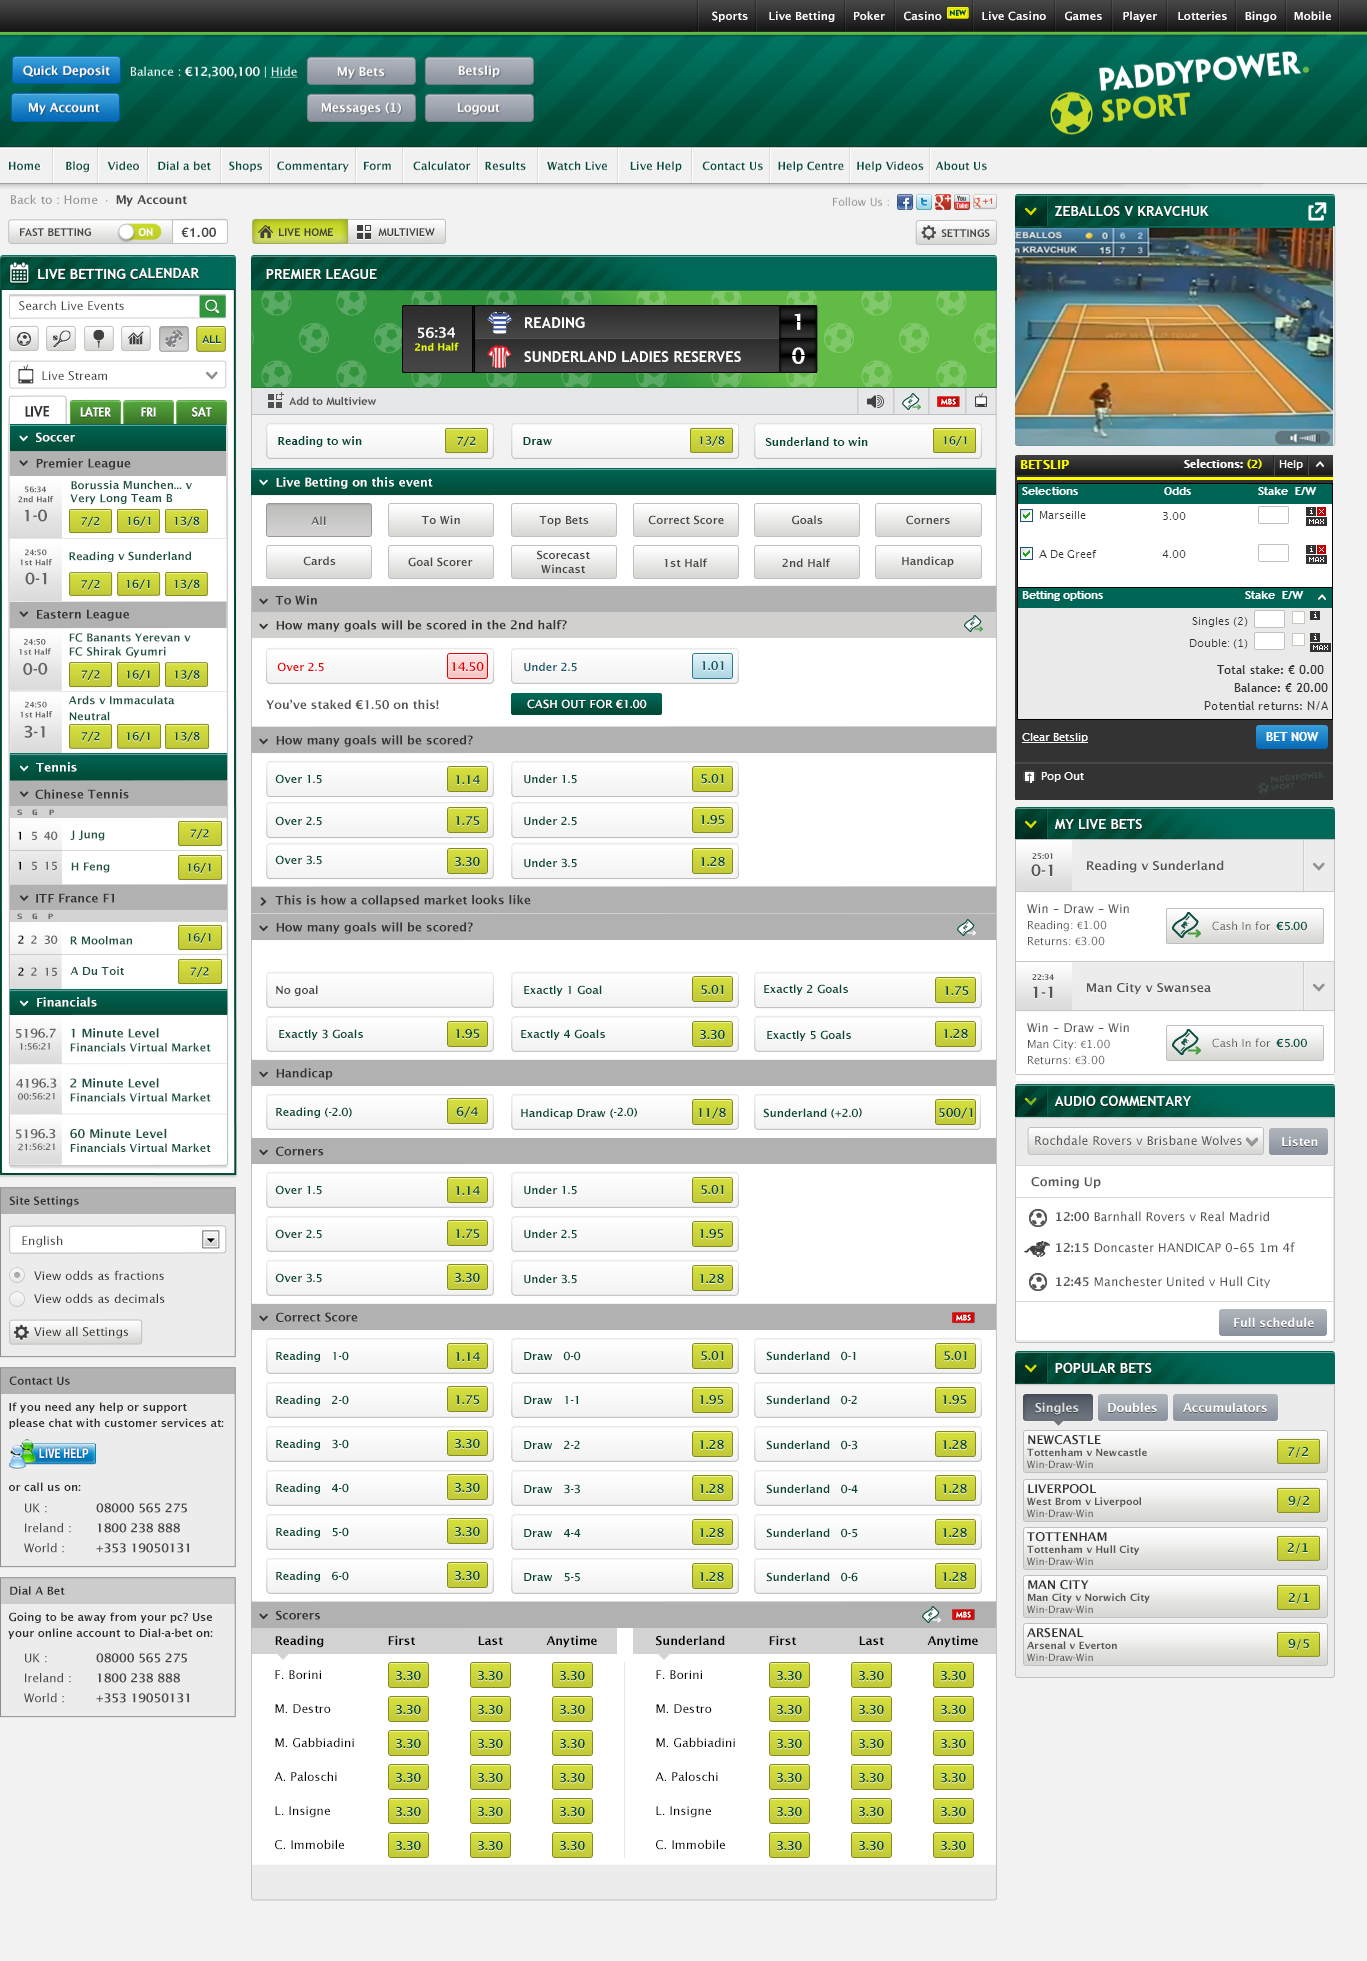 Sports Live Betting Poker Casino NEW Live Casino Games Player Lotteries Bingo Mobile
Quick Deposit Balance : €12,300,100 | Hide My Bets Betslip
My Account Messages (1) Logout
PADDYPOWER.
SPORT
Home Blog Video Dial a bet Shops Commentary Form Calculator Results Watch Live Live Help Contact Us Help Centre Help Videos About Us
Back to : Home · My Account
Follow Us :
FAST BETTING ON €1.00
LIVE BETTING CALENDAR
Search Live Events
ALL
Live Stream
LIVE LATER FRI SAT
Soccer
Premier League
56:34
2nd Half
1-0
Borussia Munchen... v
Very Long Team B
7/2 16/1 13/8
24:50
1st Half
0-1
Reading v Sunderland
7/2 16/1 13/8
Eastern League
24:50
1st Half
0-0
FC Banants Yerevan v
FC Shirak Gyumri
7/2 16/1 13/8
24:50
1st Half
3-1
Ards v Immaculata
Neutral
7/2 16/1 13/8
Tennis
Chinese Tennis
S G P
1 5 40 J Jung 7/2
1 5 15 H Feng 16/1
ITF France F1
S G P
2 2 30 R Moolman 16/1
2 2 15 A Du Toit 7/2
Financials
5196.7 1 Minute Level
1:56:21 Financials Virtual Market
4196.3 2 Minute Level
00:56:21 Financials Virtual Market
5196.3 60 Minute Level
21:56:21 Financials Virtual Market
Site Settings
English
View odds as fractions
View odds as decimals
View all Settings
Contact Us
If you need any help or support
please chat with customer services at:
LIVE HELP
or call us on:
UK : 08000 565 275
Ireland : 1800 238 888
World : +353 19050131
Dial A Bet
Going to be away from your pc? Use
your online account to Dial-a-bet on:
UK : 08000 565 275
Ireland : 1800 238 888
World : +353 19050131
LIVE HOME MULTIVIEW SETTINGS
PREMIER LEAGUE
56:34
2nd Half
READING 1
SUNDERLAND LADIES RESERVES 0
Add to Multiview MBS
Reading to win 7/2 Draw 13/8 Sunderland to win 16/1
Live Betting on this event
All To Win Top Bets Correct Score Goals Corners
Cards Goal Scorer Scorecast
Wincast 1st Half 2nd Half Handicap
To Win
How many goals will be scored in the 2nd half?
Over 2.5 14.50 Under 2.5 1.01
You've staked €1.50 on this! CASH OUT FOR €1.00
How many goals will be scored?
Over 1.5 1.14 Under 1.5 5.01
Over 2.5 1.75 Under 2.5 1.95
Over 3.5 3.30 Under 3.5 1.28
This is how a collapsed market looks like
How many goals will be scored?
No goal Exactly 1 Goal 5.01 Exactly 2 Goals 1.75
Exactly 3 Goals 1.95 Exactly 4 Goals 3.30 Exactly 5 Goals 1.28
Handicap
Reading (-2.0) 6/4 Handicap Draw (-2.0) 11/8 Sunderland (+2.0) 500/1
Corners
Over 1.5 1.14 Under 1.5 5.01
Over 2.5 1.75 Under 2.5 1.95
Over 3.5 3.30 Under 3.5 1.28
Correct Score MBS
Reading 1-0 1.14 Draw 0-0 5.01 Sunderland 0-1 5.01
Reading 2-0 1.75 Draw 1-1 1.95 Sunderland 0-2 1.95
Reading 3-0 3.30 Draw 2-2 1.28 Sunderland 0-3 1.28
Reading 4-0 3.30 Draw 3-3 1.28 Sunderland 0-4 1.28
Reading 5-0 3.30 Draw 4-4 1.28 Sunderland 0-5 1.28
Reading 6-0 3.30 Draw 5-5 1.28 Sunderland 0-6 1.28
Scorers MBS
Reading First Last Anytime Sunderland First Last Anytime
F. Borini 3.30 3.30 3.30 F. Borini 3.30 3.30 3.30
M. Destro 3.30 3.30 3.30 M. Destro 3.30 3.30 3.30
M. Gabbiadini 3.30 3.30 3.30 M. Gabbiadini 3.30 3.30 3.30
A. Paloschi 3.30 3.30 3.30 A. Paloschi 3.30 3.30 3.30
L. Insigne 3.30 3.30 3.30 L. Insigne 3.30 3.30 3.30
C. Immobile 3.30 3.30 3.30 C. Immobile 3.30 3.30 3.30
ZEBALLOS V KRAVCHUK
EBALLOS 0 6 2
KRAVCHUK 15 7 3
BETSLIP Selections: (2) Help
Selections Odds Stake E/W
Marseille 3.00 i X
MAX
A De Greef 4.00 i X
MAX
Betting options Stake E/W
Singles (2) i
Double: (1) i
MAX
Total stake: € 0.00
Balance: € 20.00
Potential returns: N/A
Clear Betslip BET NOW
Pop Out PADDYPOWER.
SPORT
MY LIVE BETS
25:01
0-1 Reading v Sunderland
Win - Draw - Win
Reading: €1.00
Returns: €3.00
Cash In for €5.00
22:34
1-1 Man City v Swansea
Win - Draw - Win
Man City: €1.00
Returns: €3.00
Cash In for €5.00
AUDIO COMMENTARY
Rochdale Rovers v Brisbane Wolves Listen
Coming Up
12:00 Barnhall Rovers v Real Madrid
12:15 Doncaster HANDICAP 0-65 1m 4f
12:45 Manchester United v Hull City
Full schedule
POPULAR BETS
Singles Doubles Accumulators
NEWCASTLE
Tottenham v Newcastle
Win-Draw-Win
7/2
LIVERPOOL
West Brom v Liverpool
Win-Draw-Win
9/2
TOTTENHAM
Tottenham v Hull City
Win-Draw-Win
2/1
MAN CITY
Man City v Norwich City
Win-Draw-Win
2/1
ARSENAL
Arsenal v Everton
Win-Draw-Win
9/5